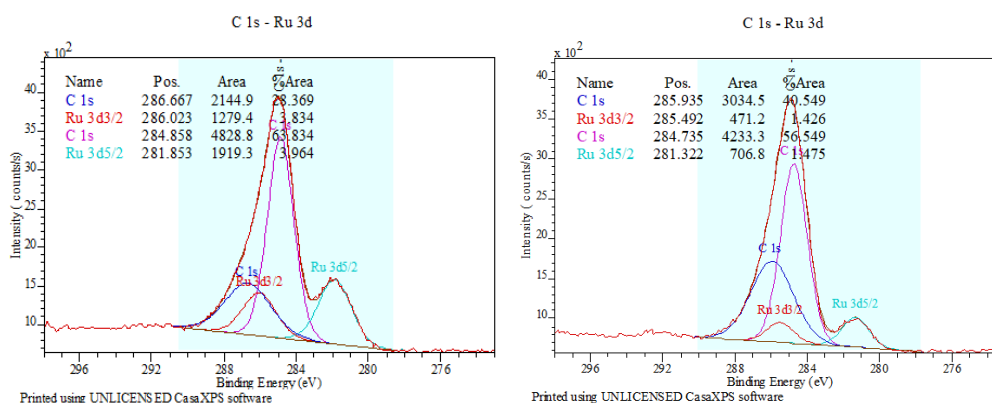 C 1s - Ru 3d
x 10²
Name Pos. Area %Area
C 1s 286.667 2144.9 28.369
Ru 3d3/2 286.023 1279.4 3.834
C 1s 284.858 4828.8 63.834
Ru 3d5/2 281.853 1919.3 3.964
C 1s
C 1s
Ru 3d5/2
C 1s
Ru 3d3/2
40
35
30
25
20
15
10
Intensity ( counts/s)
296 292 288 284 280
Binding Energy (eV)
Printed using UNLICENSED CasaXPS software
C 1s - Ru 3d
x 10²
Name Pos. Area %Area
C 1s 285.935 3034.5 40.549
Ru 3d3/2 285.492 471.2 1.426
C 1s 284.735 4233.3 56.549
Ru 3d5/2 281.322 706.8 1.475
C 1s
C 1s
C 1s
Ru 3d3/2
Ru 3d5/2
40
35
30
25
20
15
10
Intensity ( counts/s)
296 292 288 284 280
Binding Energy (eV)
Printed using UNLICENSED CasaXPS software